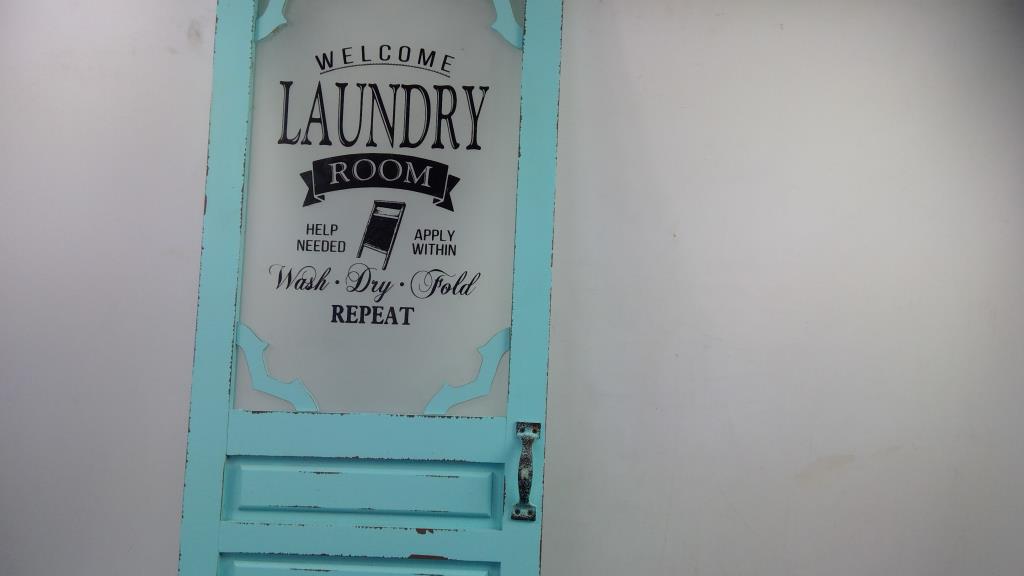 WELCOME
LAUNDRY
ROOM
HELP NEEDED
APPLY WITHIN
Wash · Dry · Fold
REPEAT